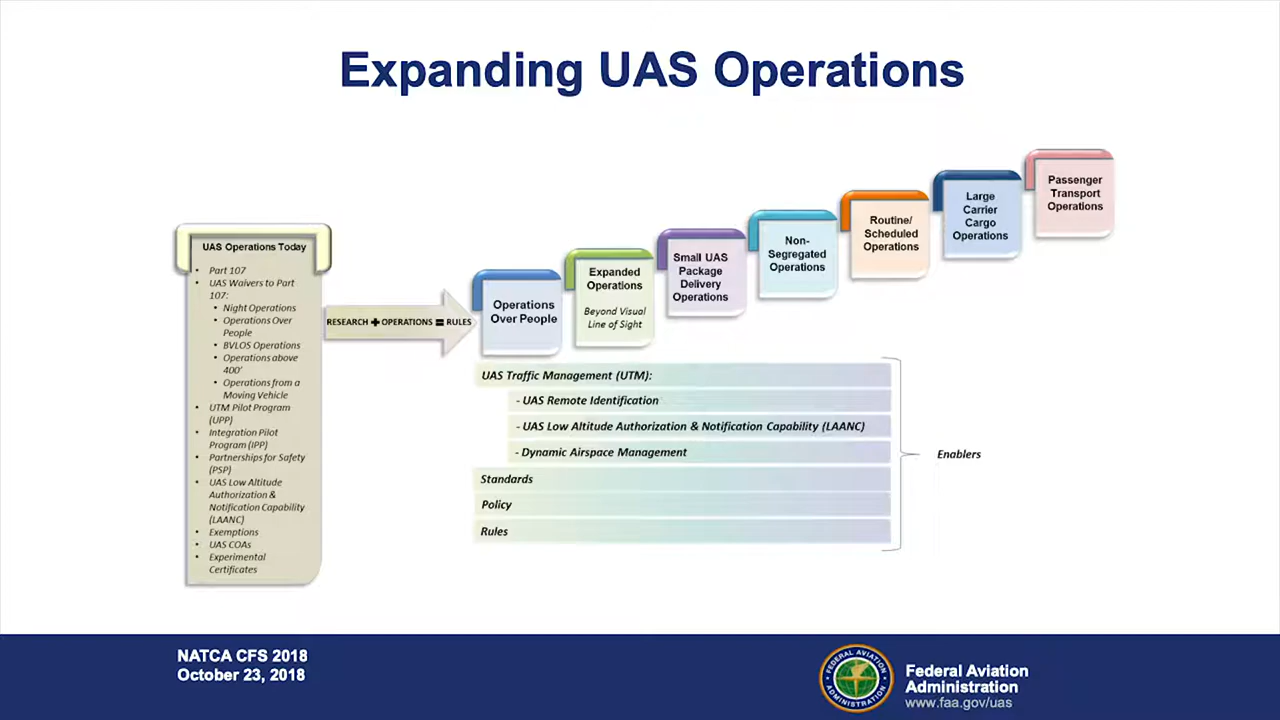 Expanding UAS Operations
UAS Operations Today
• Part 107
• UAS Waivers to Part
107:
• Night Operations
• Operations Over
People
• BVLOS Operations
• Operations above
400'
• Operations from a
Moving Vehicle
• UTM Pilot Program
(UPP)
• Integration Pilot
Program (IPP)
• Partnerships for Safety
(PSP)
• UAS Low Altitude
Authorization &
Notification Capability
(LAANC)
• Exemptions
• UAS COAs
• Experimental
Certificates
RESEARCH + OPERATIONS = RULES
Operations
Over People
Expanded
Operations
Beyond Visual
Line of Sight
Small UAS
Package
Delivery
Operations
Non-
Segregated
Operations
Routine/
Scheduled
Operations
Large
Carrier
Cargo
Operations
Passenger
Transport
Operations
UAS Traffic Management (UTM):
- UAS Remote Identification
- UAS Low Altitude Authorization & Notification Capability (LAANC)
- Dynamic Airspace Management
Standards
Policy
Rules
Enablers
NATCA CFS 2018
October 23, 2018
FEDERAL AVIATION
ADMINISTRATION
Federal Aviation
Administration
www.faa.gov/uas